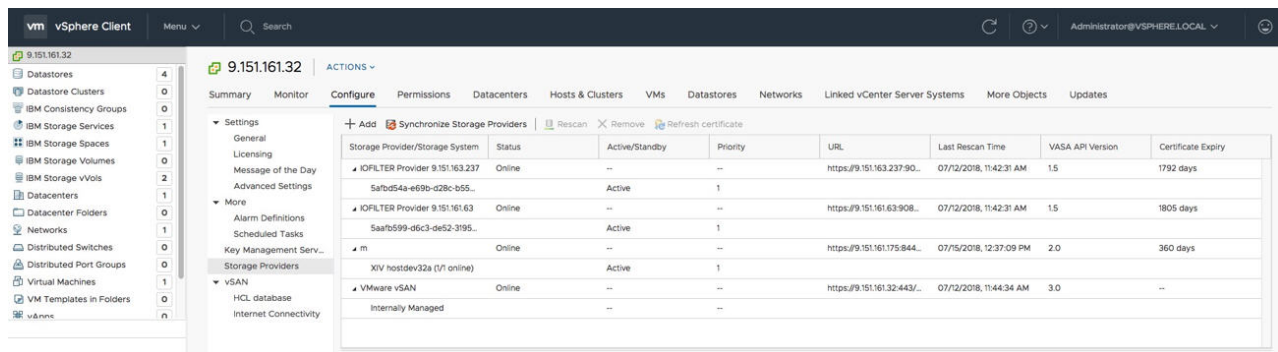 vm vSphere Client Menu Search Administrator@VSPHERE.LOCAL
9.151.161.32
Datastores 4
Datastore Clusters 0
IBM Consistency Groups 0
IBM Storage Services 1
IBM Storage Spaces 1
IBM Storage Volumes 0
IBM Storage vVols 2
Datacenters 1
Datacenter Folders 0
Networks 1
Distributed Switches 0
Distributed Port Groups 0
Virtual Machines 1
VM Templates in Folders 0
vApps 0
9.151.161.32 ACTIONS
Summary Monitor Configure Permissions Datacenters Hosts & Clusters VMs Datastores Networks Linked vCenter Server Systems More Objects Updates
Settings
General
Licensing
Message of the Day
Advanced Settings
More
Alarm Definitions
Scheduled Tasks
Key Management Serv...
Storage Providers
vSAN
HCL database
Internet Connectivity
+ Add Synchronize Storage Providers Rescan Remove Refresh certificate
Storage Provider/Storage System Status Active/Standby Priority URL Last Rescan Time VASA API Version Certificate Expiry
IOFILTER Provider 9.151.163.237 Online -- -- https://9.151.163.237:90... 07/12/2018, 11:42:31 AM 1.5 1792 days
5afbd54a-e69b-d28c-b55... Active 1
IOFILTER Provider 9.151.161.63 Online -- -- https://9.151.161.63:908... 07/12/2018, 11:42:31 AM 1.5 1805 days
5aafb599-d6c3-de52-3195... Active 1
m Online -- -- https://9.151.161.175:844... 07/15/2018, 12:37:09 PM 2.0 360 days
XIV hostdev32a (1/1 online) Active 1
VMware vSAN Online -- -- https://9.151.161.32:443/... 07/12/2018, 11:44:34 AM 3.0 --
Internally Managed -- --